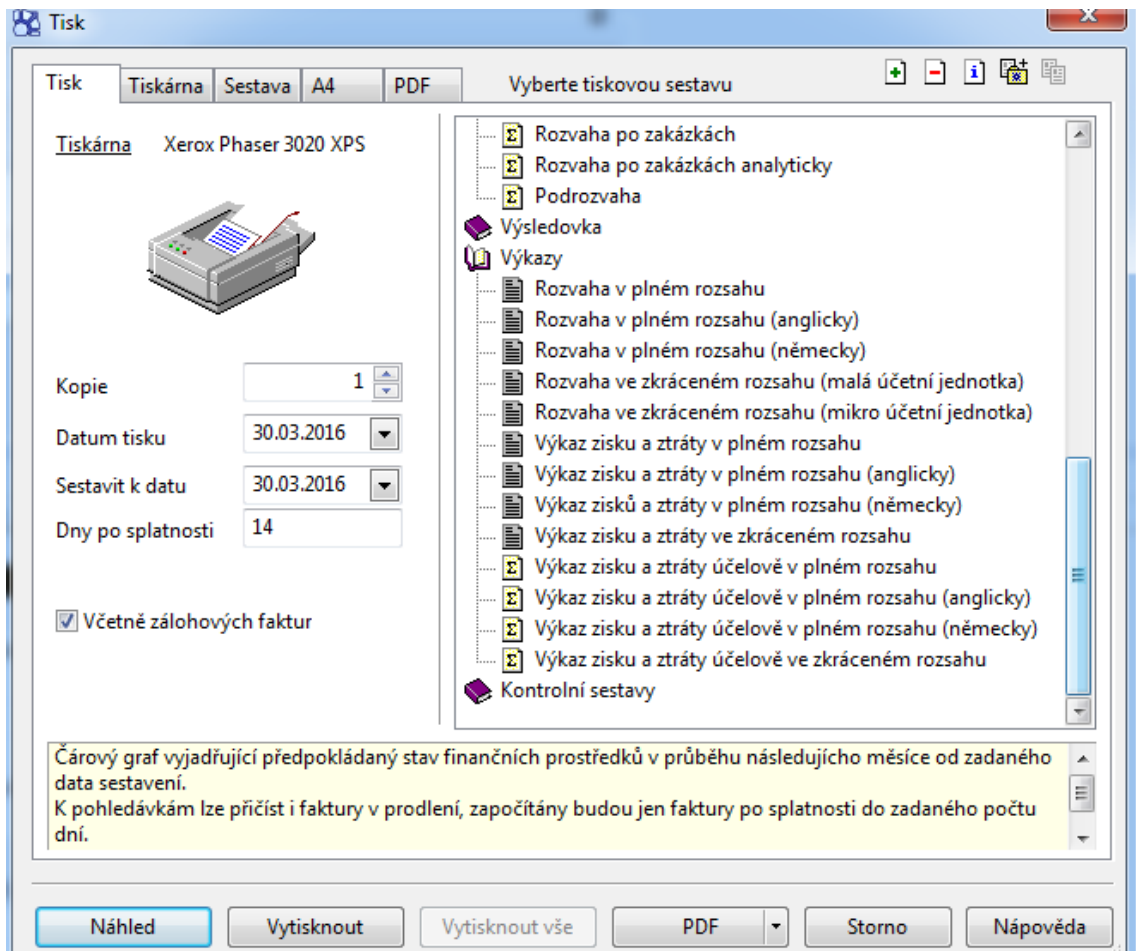 Tisk
Tisk
Tiskárna
Sestava
A4
PDF
Vyberte tiskovou sestavu
Tiskárna Xerox Phaser 3020 XPS
Kopie 1
Datum tisku 30.03.2016
Sestavit k datu 30.03.2016
Dny po splatnosti 14
Včetně zálohových faktur
Rozvaha po zakázkách
Rozvaha po zakázkách analyticky
Podrozvaha
Výsledovka
Výkazy
Rozvaha v plném rozsahu
Rozvaha v plném rozsahu (anglicky)
Rozvaha v plném rozsahu (německy)
Rozvaha ve zkráceném rozsahu (malá účetní jednotka)
Rozvaha ve zkráceném rozsahu (mikro účetní jednotka)
Výkaz zisku a ztráty v plném rozsahu
Výkaz zisku a ztráty v plném rozsahu (anglicky)
Výkaz zisků a ztráty v plném rozsahu (německy)
Výkaz zisku a ztráty ve zkráceném rozsahu
Výkaz zisku a ztráty účelově v plném rozsahu
Výkaz zisku a ztráty účelově v plném rozsahu (anglicky)
Výkaz zisku a ztráty účelově v plném rozsahu (německy)
Výkaz zisku a ztráty účelově ve zkráceném rozsahu
Kontrolní sestavy
Čárový graf vyjadřující předpokládaný stav finančních prostředků v průběhu následujícho měsíce od zadaného
data sestavení.
K pohledávkám lze přičíst i faktury v prodlení, započítány budou jen faktury po splatnosti do zadaného počtu
dní.
Náhled
Vytisknout
Vytisknout vše
PDF
Storno
Nápověda